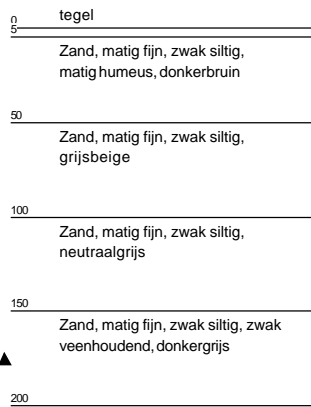 0 tegel
5
Zand, matig fijn, zwak siltig,
matig humeus, donkerbruin
50
Zand, matig fijn, zwak siltig,
grijsbeige
100
Zand, matig fijn, zwak siltig,
neutraalgrijs
150
Zand, matig fijn, zwak siltig, zwak
veenhoudend, donkergrijs
200